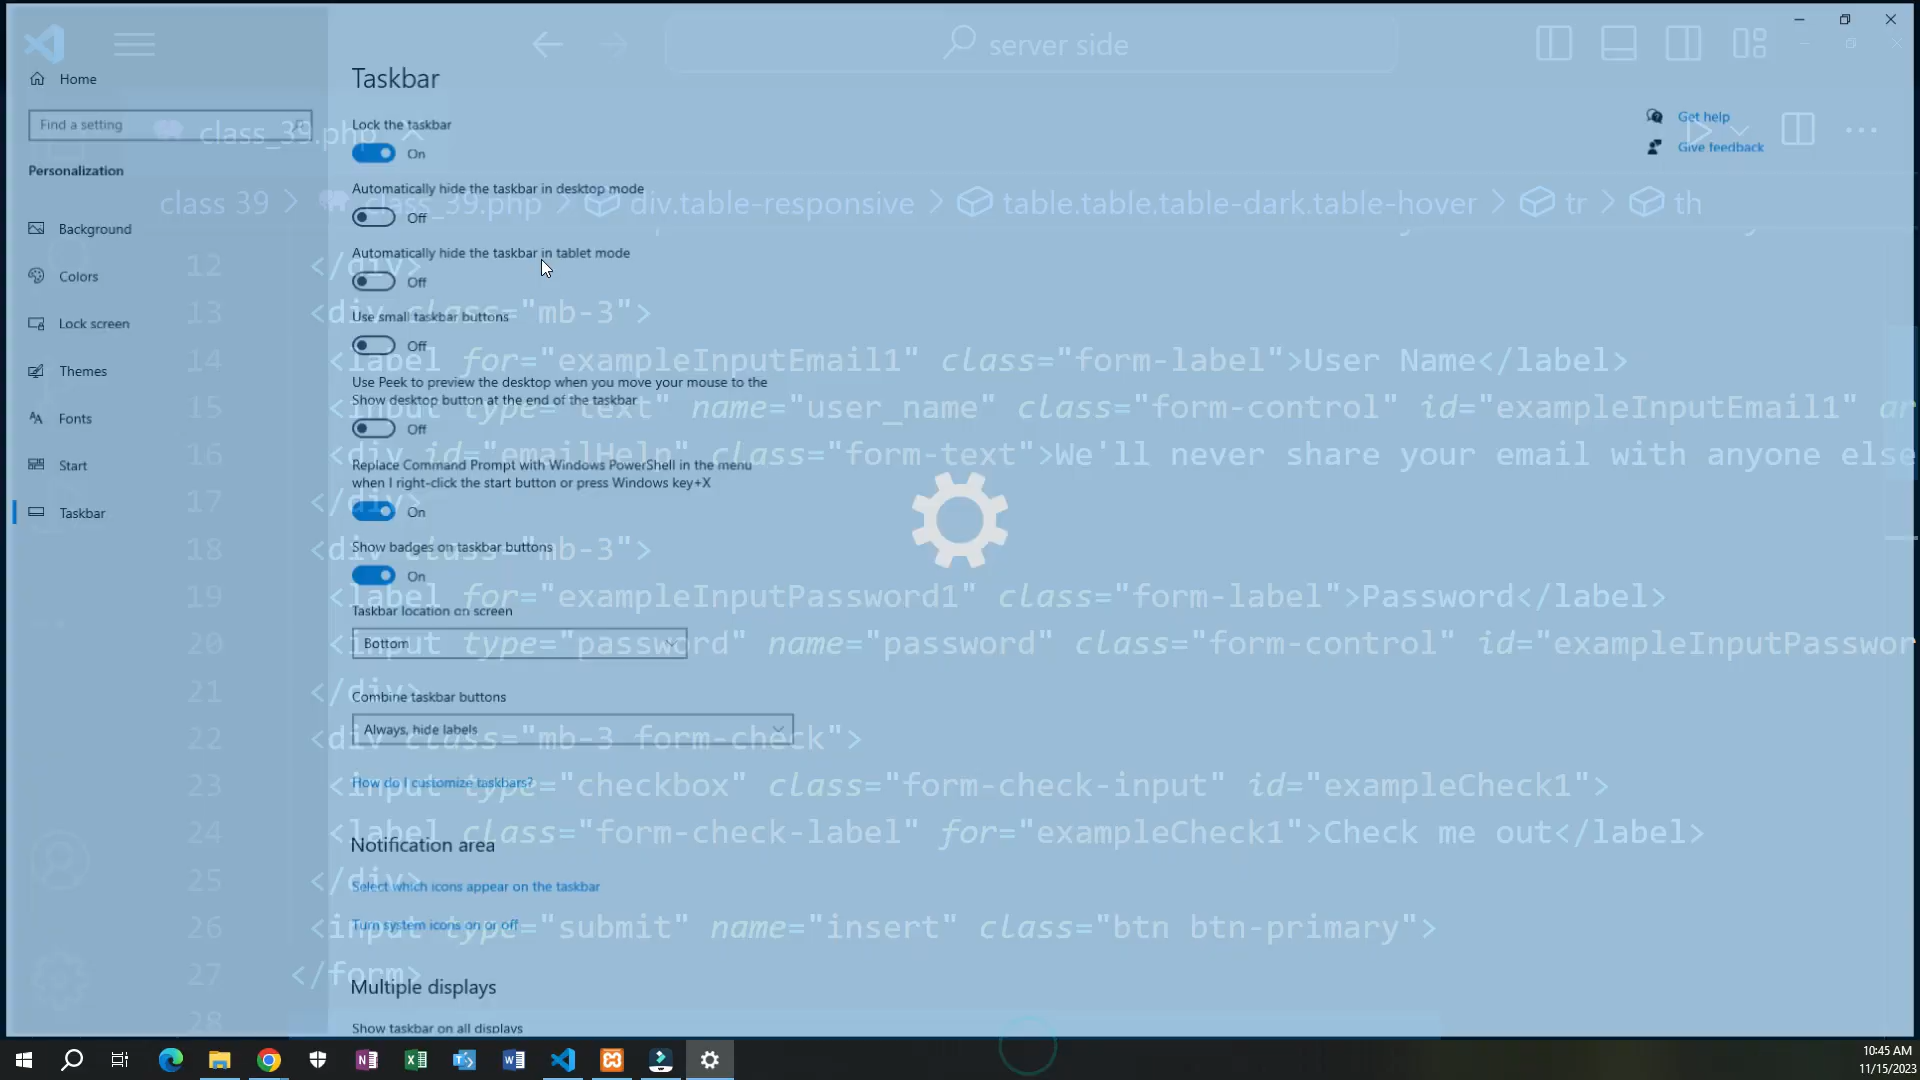 server side
Home
Taskbar
Find a setting
class_39.php
Lock the taskbar
On
Get help
Give feedback
Personalization
Automatically hide the taskbar in desktop mode
Off
class 39 > class_39.php > div.table-responsive > table.table.table-dark.table-hover > tr > th
Background
Automatically hide the taskbar in tablet mode
Off
12 </div>
Colors
13 <div class="mb-3">
Use small taskbar buttons
Off
Lock screen
14 <label for="exampleInputEmail1" class="form-label">User Name</label>
Themes
Use Peek to preview the desktop when you move your mouse to the
Show desktop button at the end of the taskbar
Off
15 <input type="text" name="user_name" class="form-control" id="exampleInputEmail1" ar
Fonts
16 <div id="emailHelp" class="form-text">We'll never share your email with anyone else
Start
Replace Command Prompt with Windows PowerShell in the menu
when I right-click the start button or press Windows key+X
On
17 </div>
Taskbar
18 <div class="mb-3">
Show badges on taskbar buttons
On
19 <label for="exampleInputPassword1" class="form-label">Password</label>
Taskbar location on screen
Bottom
20 <input type="password" name="password" class="form-control" id="exampleInputPasswor
21 </div>
Combine taskbar buttons
Always, hide labels
22 <div class="mb-3 form-check">
How do I customize taskbars?
23 <input type="checkbox" class="form-check-input" id="exampleCheck1">
24 <label class="form-check-label" for="exampleCheck1">Check me out</label>
Notification area
25 </div>
Select which icons appear on the taskbar
Turn system icons on or off
26 <input type="submit" name="insert" class="btn btn-primary">
27 </form>
Multiple displays
28
Show taskbar on all displays
10:45 AM
11/15/2023